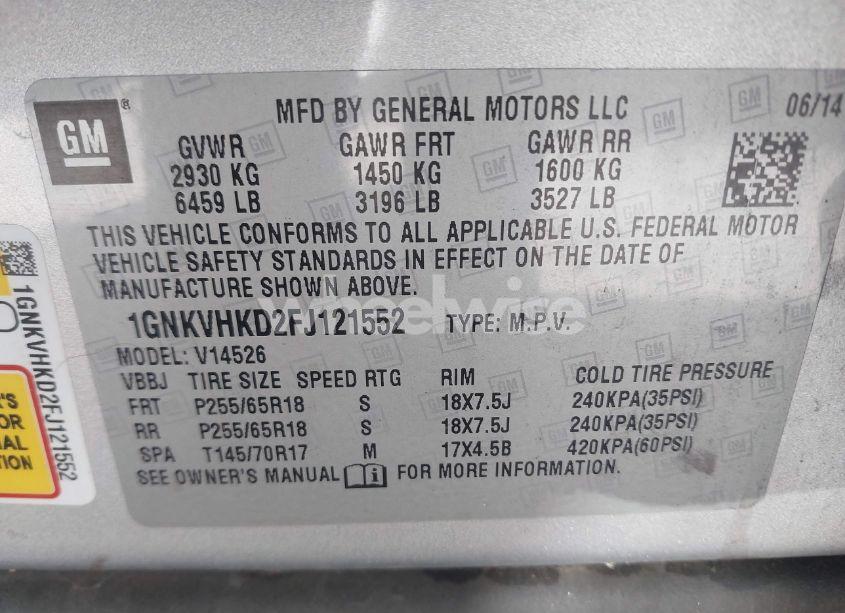 GM ®
MFD BY GENERAL MOTORS LLC 06/14
GVWR GAWR FRT GAWR RR
2930 KG 1450 KG 1600 KG
6459 LB 3196 LB 3527 LB
THIS VEHICLE CONFORMS TO ALL APPLICABLE U.S. FEDERAL MOTOR
VEHICLE SAFETY STANDARDS IN EFFECT ON THE DATE OF
MANUFACTURE SHOWN ABOVE.
1GNKVHKD2FJ121552 TYPE: M.P.V.
wheelwise
MODEL: V14526
VBBJ TIRE SIZE SPEED RTG RIM COLD TIRE PRESSURE
FRT P255/65R18 S 18X7.5J 240KPA(35PSI)
RR P255/65R18 S 18X7.5J 240KPA(35PSI)
SPA T145/70R17 M 17X4.5B 420KPA(60PSI)
SEE OWNER'S MANUAL FOR MORE INFORMATION.
1GNKVHKD2FJ121552